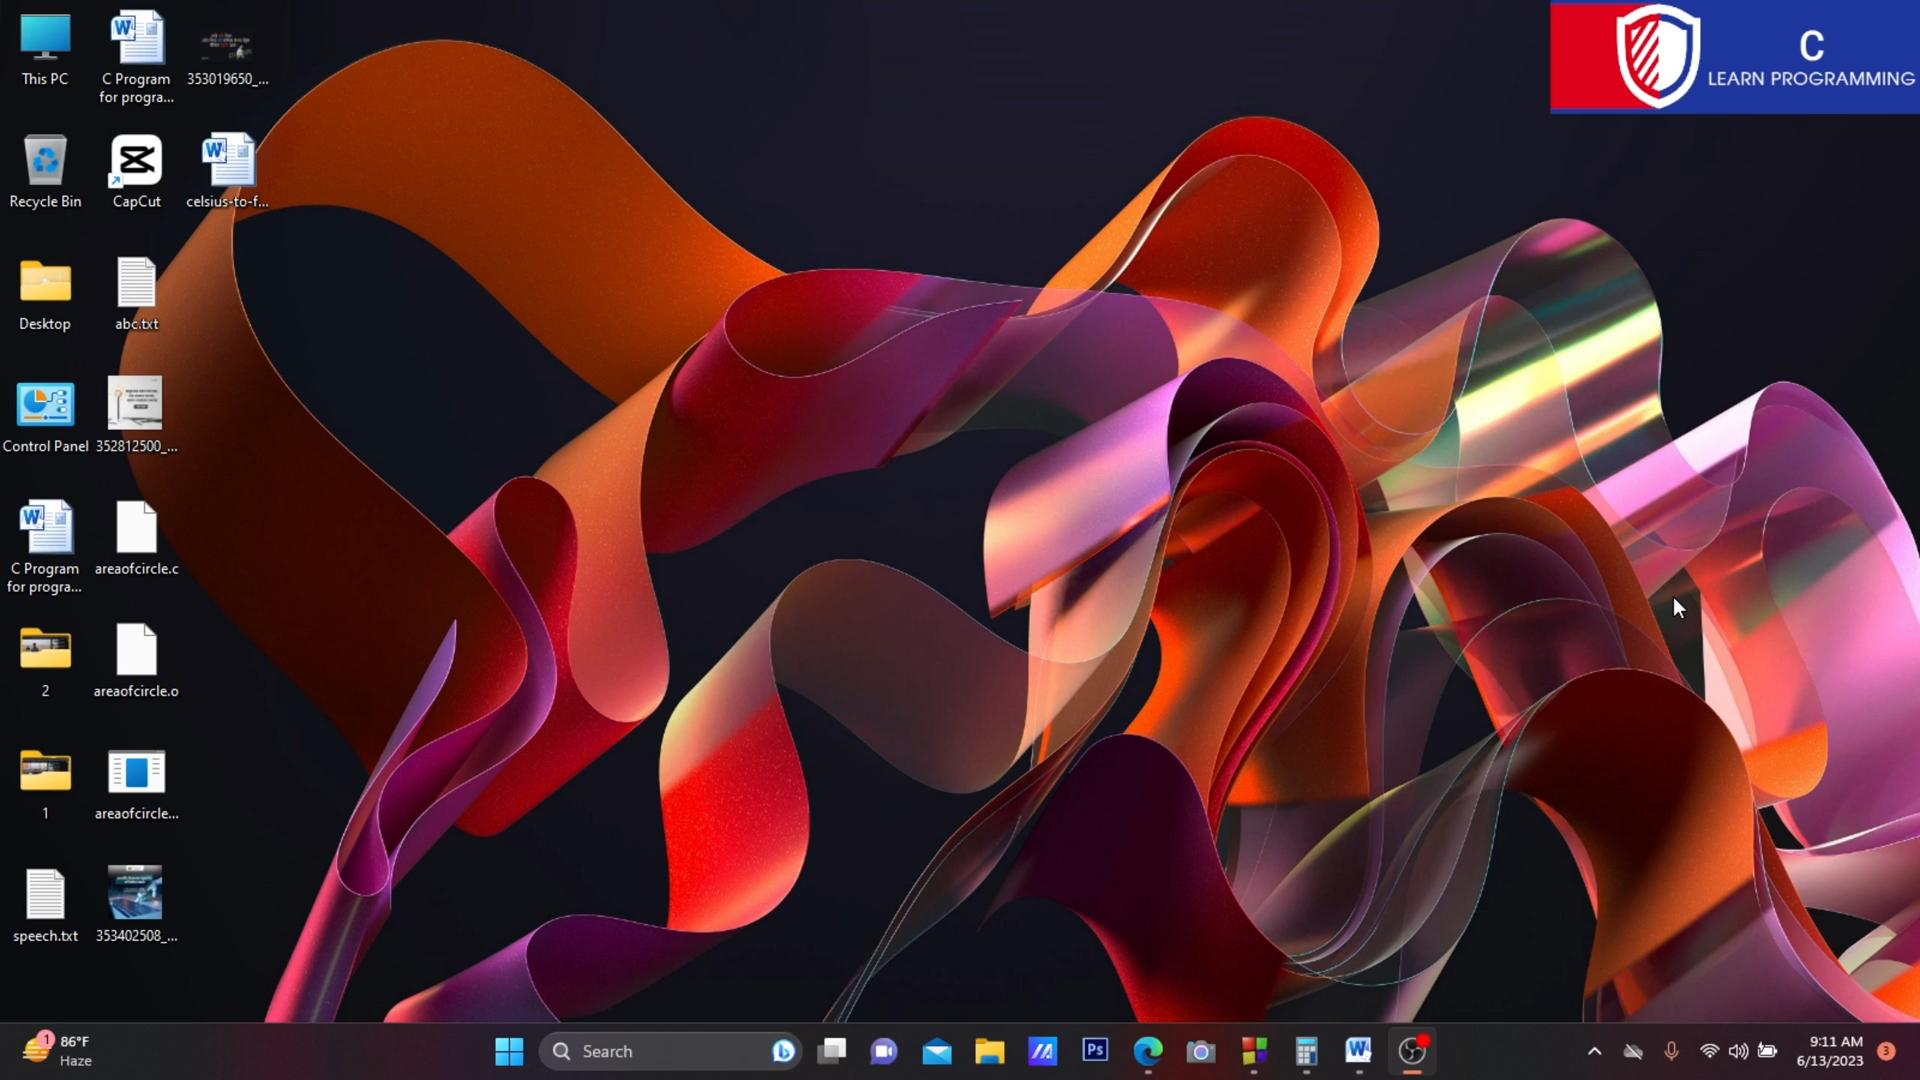 This PC
C Program
for progra...
353019650_...
C
LEARN PROGRAMMING
Recycle Bin
CapCut
celsius-to-f...
Desktop
abc.txt
Control Panel
352812500_...
C Program
for progra...
areaofcircle.c
2
areaofcircle.o
1
areaofcircle...
speech.txt
353402508_...
1
86°F
Haze
Search
Ps
9:11 AM
6/13/2023
3